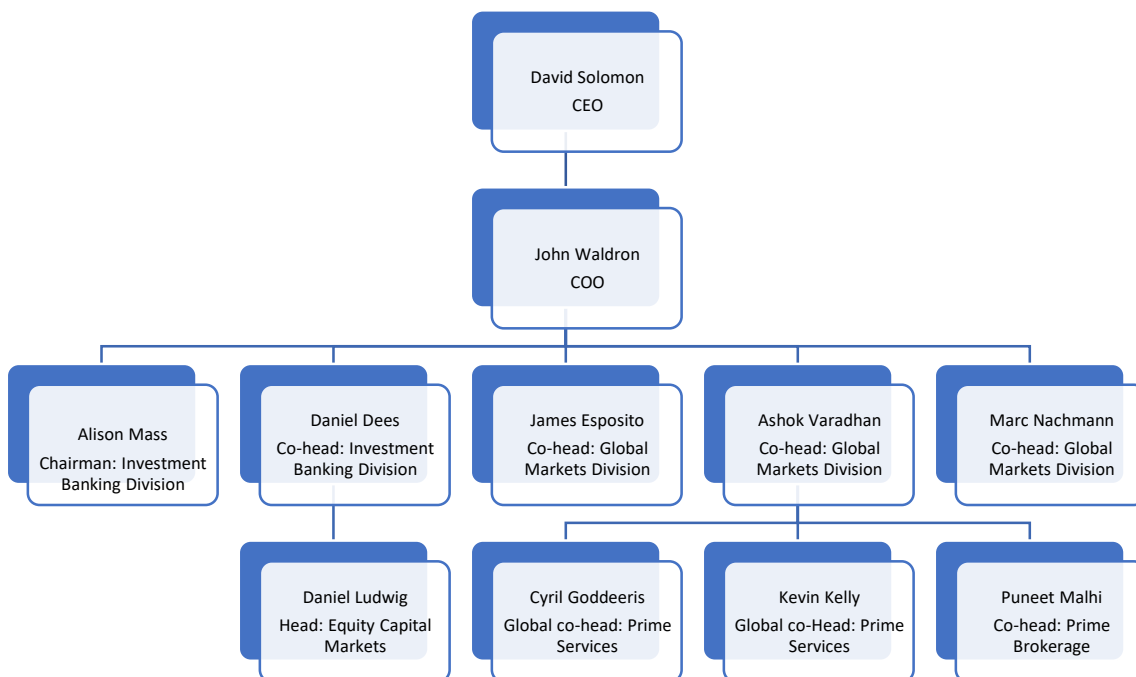 David Solomon
CEO
John Waldron
COO
Alison Mass
Chairman: Investment
Banking Division
Daniel Dees
Co-head: Investment
Banking Division
James Esposito
Co-head: Global
Markets Division
Ashok Varadhan
Co-head: Global
Markets Division
Marc Nachmann
Co-head: Global
Markets Division
Daniel Ludwig
Head: Equity Capital
Markets
Cyril Goddeeris
Global co-head: Prime
Services
Kevin Kelly
Global co-Head: Prime
Services
Puneet Malhi
Co-head: Prime
Brokerage